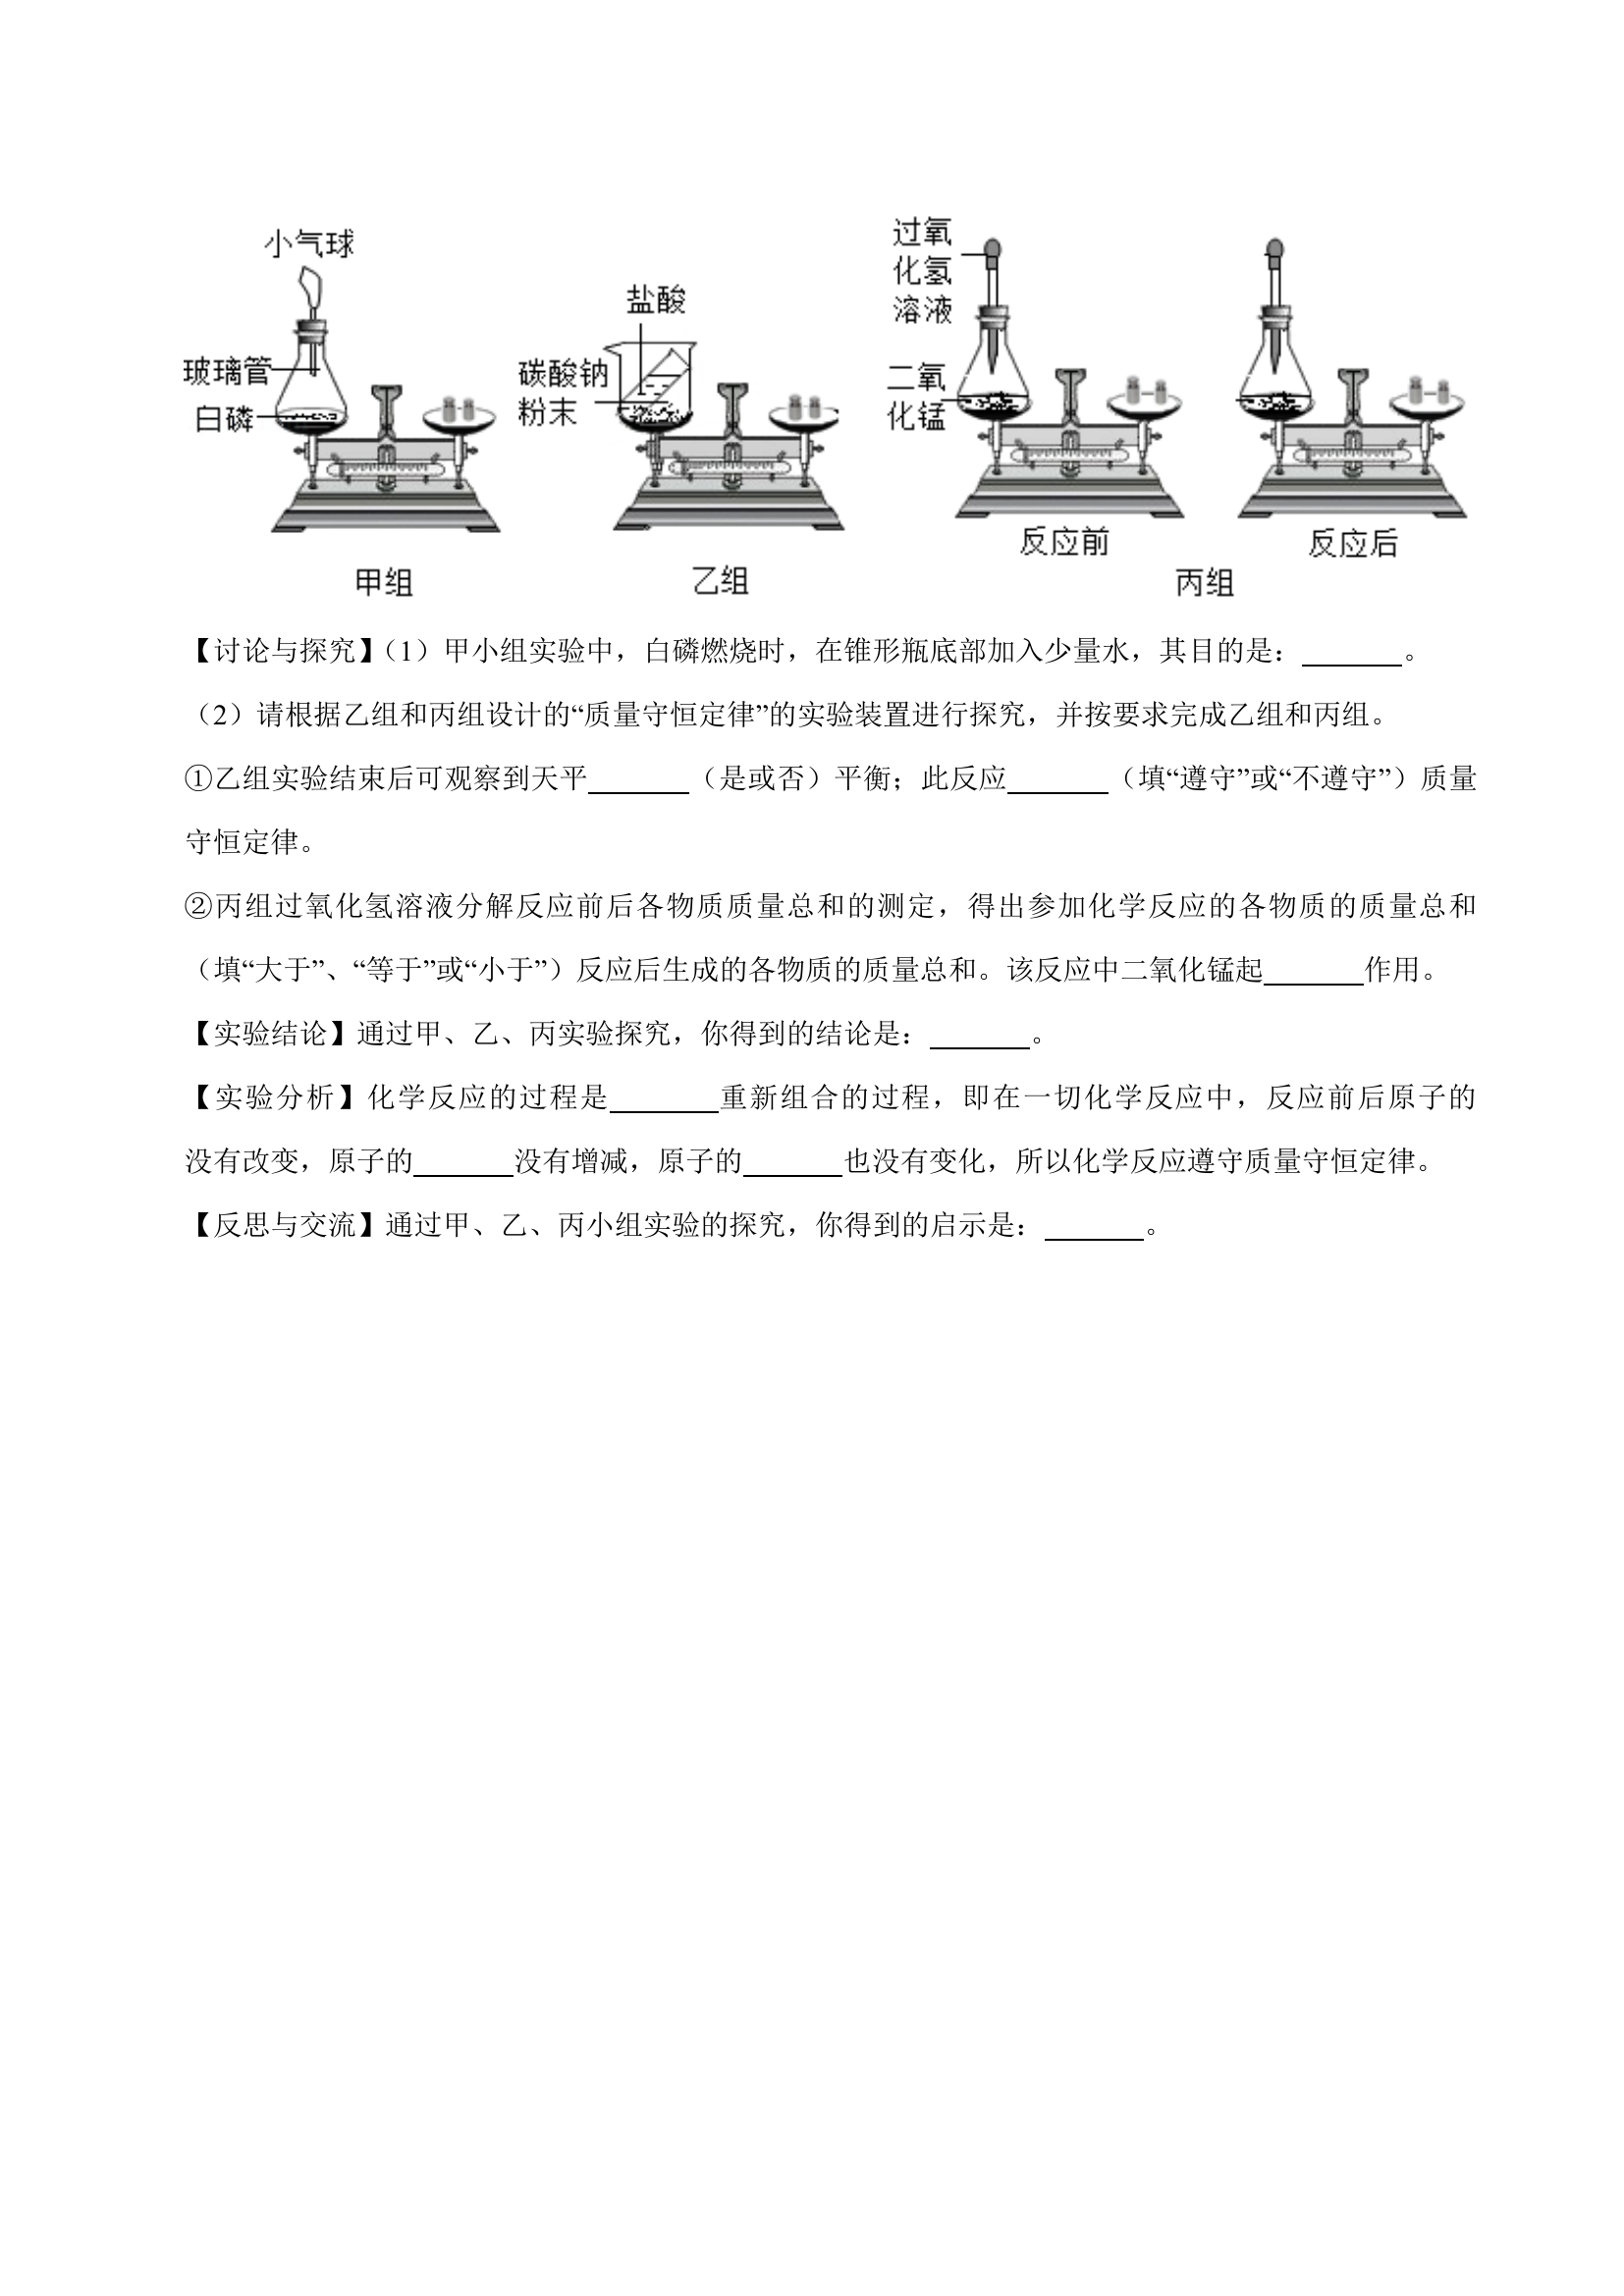 小气球
玻璃管
白磷
甲组
盐酸
碳酸钠
粉末
乙组
过氧
化氢
溶液
二氧
化锰
反应前
反应后
丙组
【讨论与探究】（1）甲小组实验中，白磷燃烧时，在锥形瓶底部加入少量水，其目的是：_______。
（2）请根据乙组和丙组设计的“质量守恒定律”的实验装置进行探究，并按要求完成乙组和丙组。
①乙组实验结束后可观察到天平_______（是或否）平衡；此反应_______（填“遵守”或“不遵守”）质量
守恒定律。
②丙组过氧化氢溶液分解反应前后各物质质量总和的测定，得出参加化学反应的各物质的质量总和
（填“大于”、“等于”或“小于”）反应后生成的各物质的质量总和。该反应中二氧化锰起_______作用。
【实验结论】通过甲、乙、丙实验探究，你得到的结论是：_______。
【实验分析】化学反应的过程是_______重新组合的过程，即在一切化学反应中，反应前后原子的
没有改变，原子的_______没有增减，原子的_______也没有变化，所以化学反应遵守质量守恒定律。
【反思与交流】通过甲、乙、丙小组实验的探究，你得到的启示是：_______。